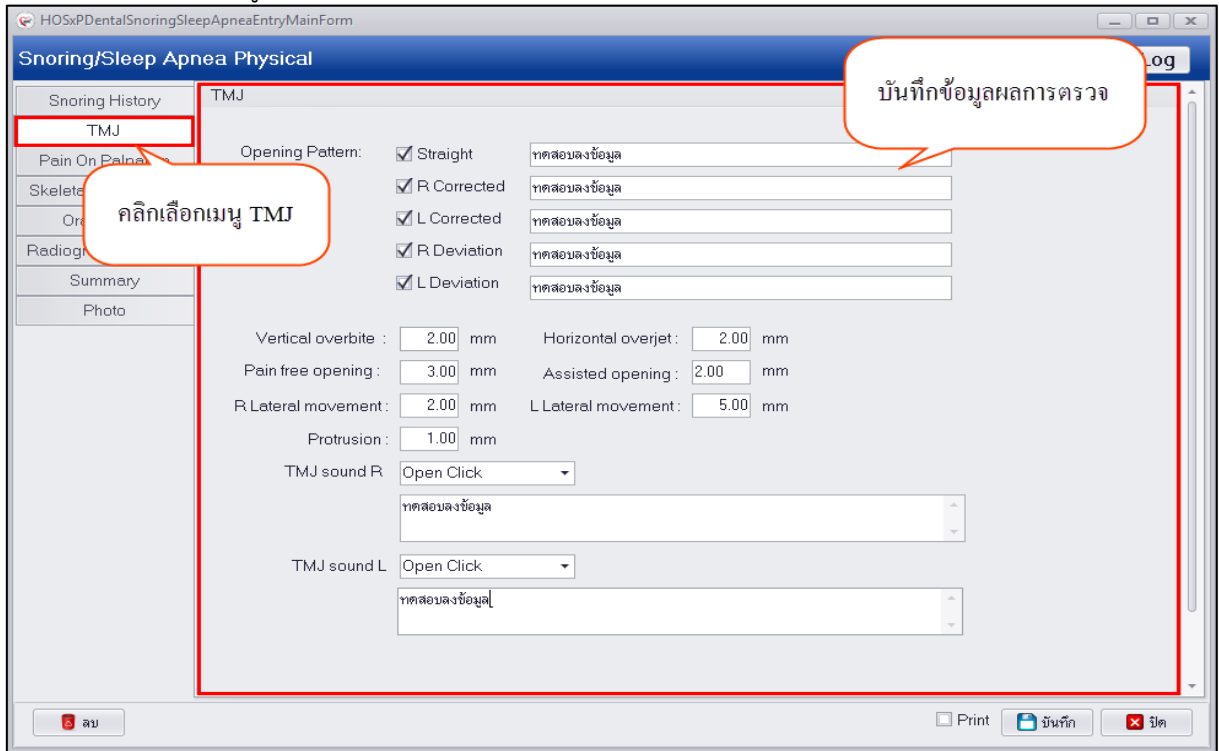 HOSxPDentalSnoringSleepApneaEntryMainForm
Snoring/Sleep Apnea Physical
บันทึกข้อมูลผลการตรวจ
Snoring History
TMJ
TMJ
Pain On
คลิกเลือกเมนู TMJ
Summary
Photo
Opening Pattern: Straight ทดสอบลงข้อมูล
R Corrected ทดสอบลงข้อมูล
L Corrected ทดสอบลงข้อมูล
R Deviation ทดสอบลงข้อมูล
L Deviation ทดสอบลงข้อมูล
Vertical overbite : 2.00 mm Horizontal overjet : 2.00 mm
Pain free opening : 3.00 mm Assisted opening : 2.00 mm
R Lateral movement : 2.00 mm L Lateral movement : 5.00 mm
Protrusion : 1.00 mm
TMJ sound R Open Click
ทดสอบลงข้อมูล
TMJ sound L Open Click
ทดสอบลงข้อมูล
ลบ Print บันทึก ปิด